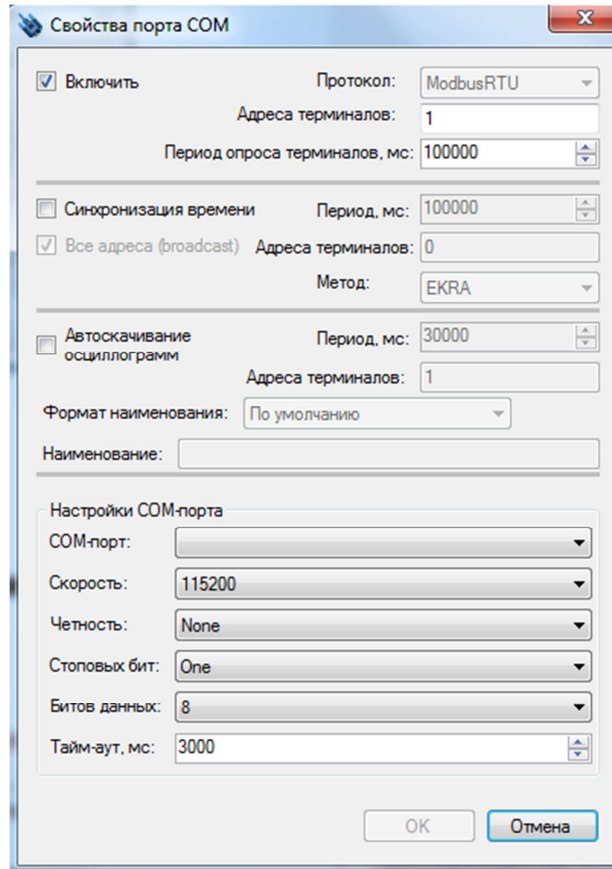 Свойства порта COM
Включить Протокол: ModbusRTU
Адреса терминалов: 1
Период опроса терминалов, мс: 100000
Синхронизация времени Период, мс: 100000
Все адреса (broadcast) Адреса терминалов: 0
Метод: EKRA
Автоскачивание осциллограмм Период, мс: 30000
Адреса терминалов: 1
Формат наименования: По умолчанию
Наименование:
Настройки COM-порта
COM-порт:
Скорость: 115200
Четность: None
Стоповых бит: One
Битов данных: 8
Тайм-аут, мс: 3000
OK Отмена